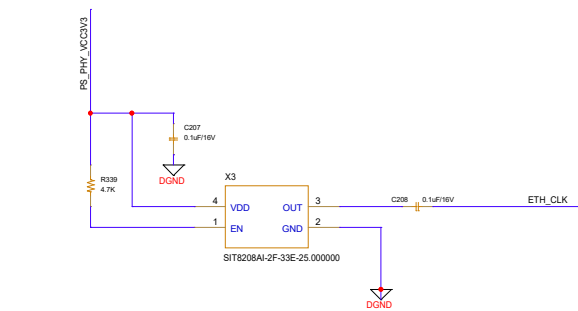 PS_PHY_VCC3V3
C207
0.1uF/16V
DGND
R339
4.7K
X3
4 VDD OUT 3
1 EN GND 2
SIT8208AI-2F-33E-25.000000
C208 0.1uF/16V
ETH_CLK
DGND